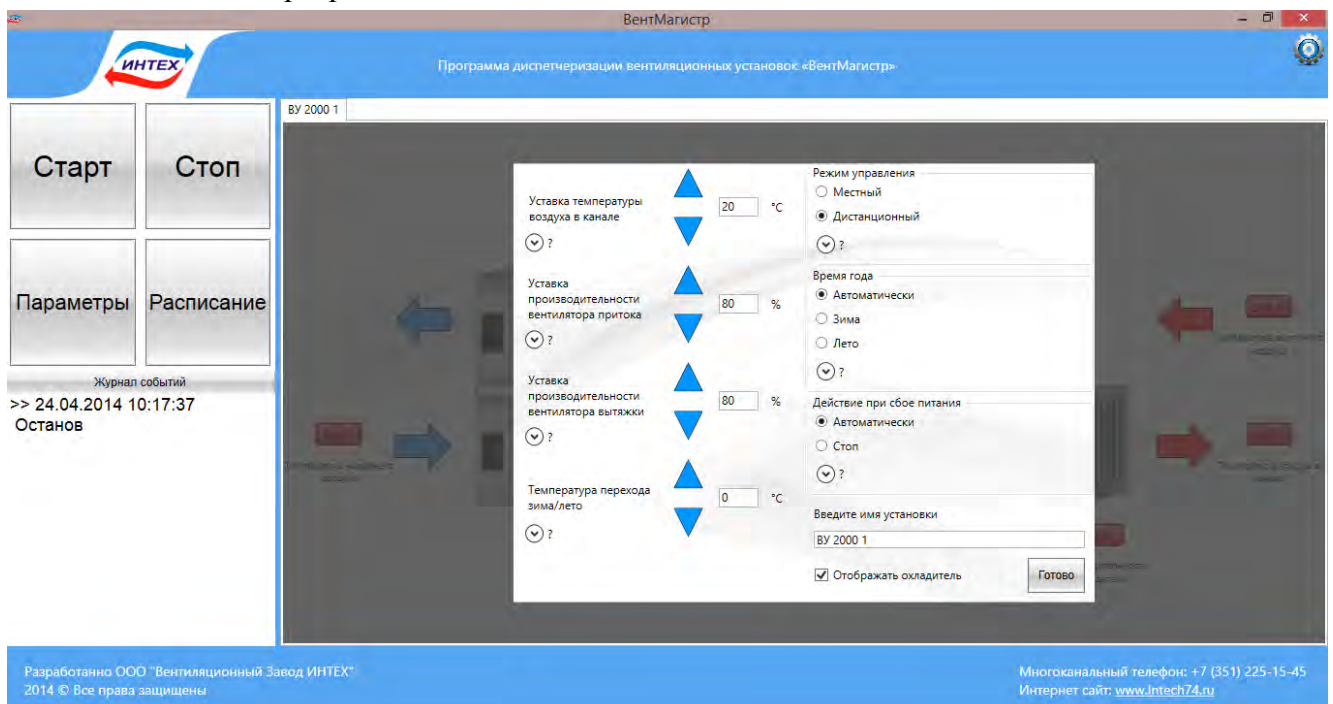 ВентМагистр
ИНТЕХ
Программа диспетчеризации вентиляционных установок «ВентМагистр»
Старт
Стоп
Параметры
Расписание
Журнал событий
>> 24.04.2014 10:17:37
Останов
ВУ 2000 1
Уставка температуры
воздуха в канале
20 °C
?
Уставка
производительности
вентилятора притока
80 %
?
Уставка
производительности
вентилятора вытяжки
80 %
?
Температура перехода
зима/лето
0 °C
?
Режим управления
Местный
Дистанционный
?
Время года
Автоматически
Зима
Лето
?
Действие при сбое питания
Автоматически
Стоп
?
Введите имя установки
ВУ 2000 1
Отображать охладитель
Готово
Разработанно ООО "Вентиляционный Завод ИНТЕХ"
2014 © Все права защищены
Многоканальный телефон: +7 (351) 225-15-45
Интернет сайт: www.Intech74.ru